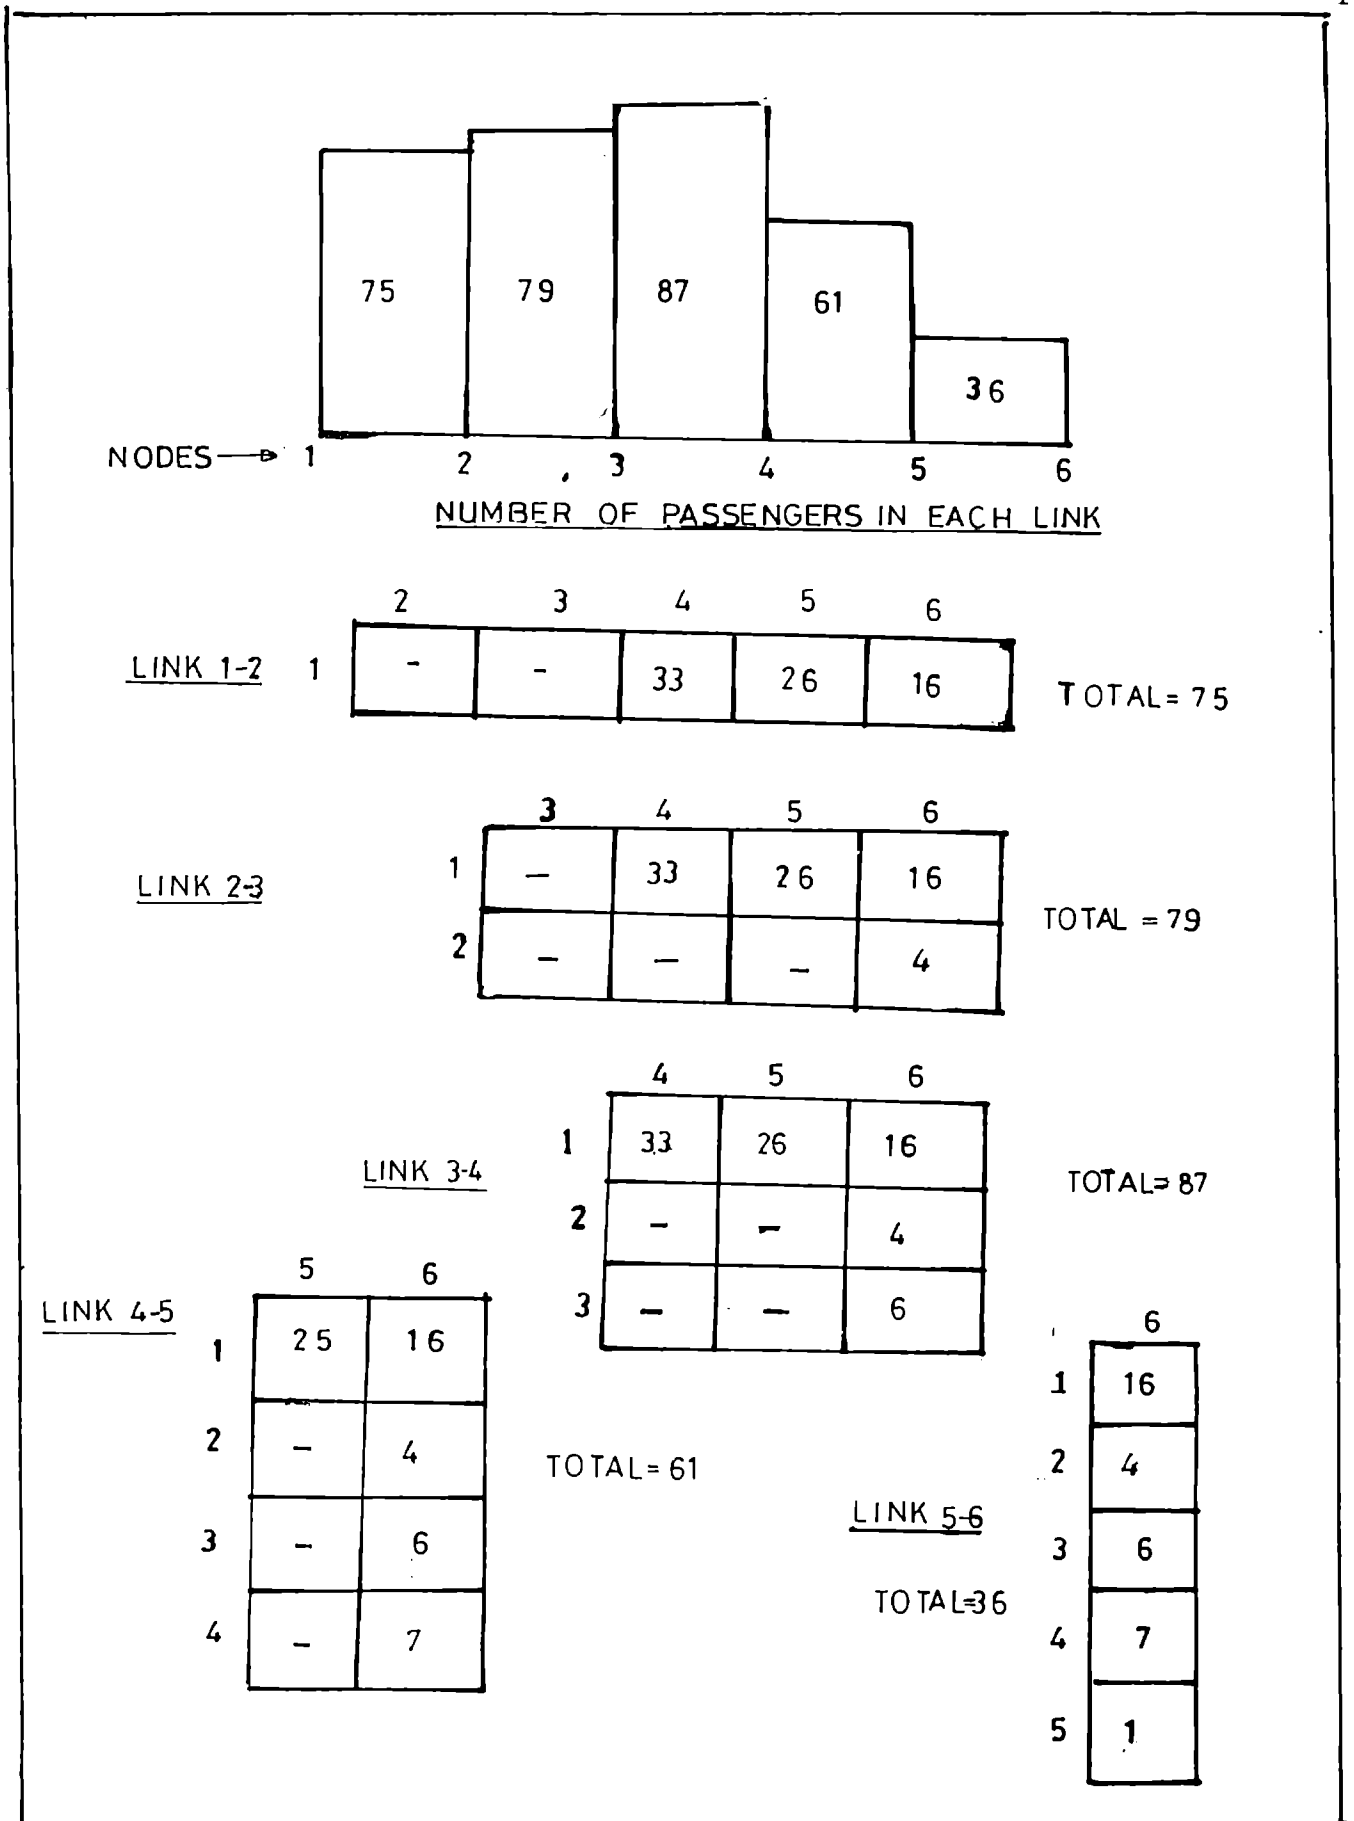 75 79 87 61 36
NODES → 1 2 3 4 5 6
NUMBER OF PASSENGERS IN EACH LINK
2 3 4 5 6
LINK 1-2 1 - - 33 26 16 TOTAL = 75
3 4 5 6
LINK 2-3
1 - 33 26 16
2 - - - 4
TOTAL = 79
4 5 6
LINK 3-4
1 33 26 16
2 - - 4
3 - - 6
TOTAL = 87
5 6
LINK 4-5
1 25 16
2 - 4
3 - 6
4 - 7
TOTAL = 61
6
LINK 5-6
1 16
2 4
3 6
4 7
5 1
TOTAL=36